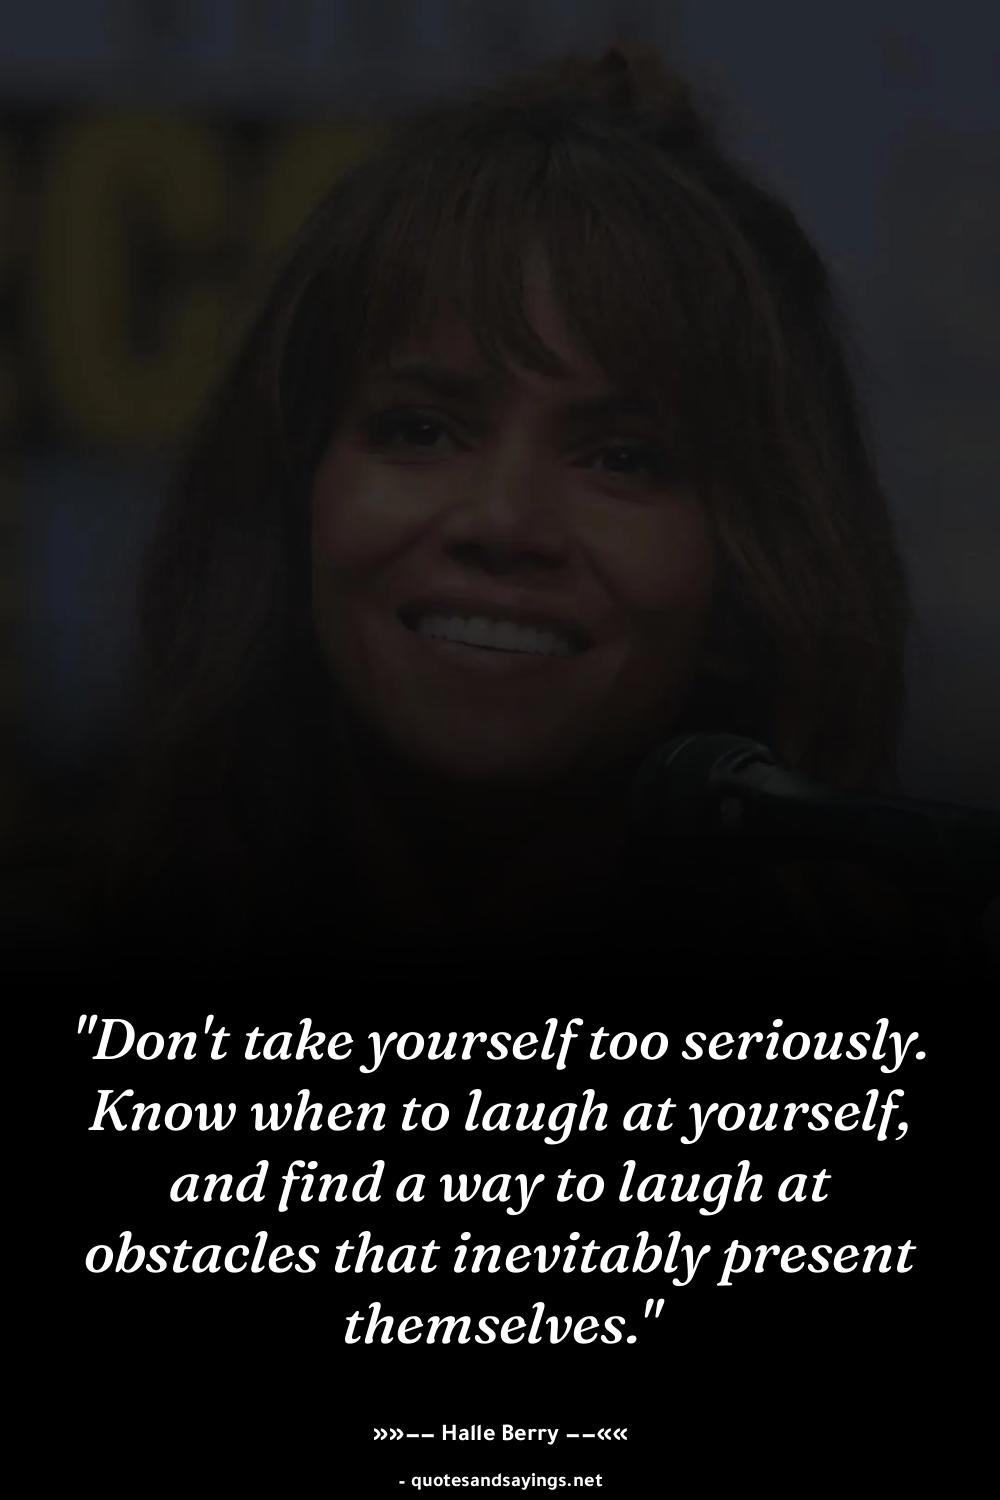 "Don't take yourself too seriously.
Know when to laugh at yourself,
and find a way to laugh at
obstacles that inevitably present
themselves."
»»–– Halle Berry ––««
- quotesandsayings.net